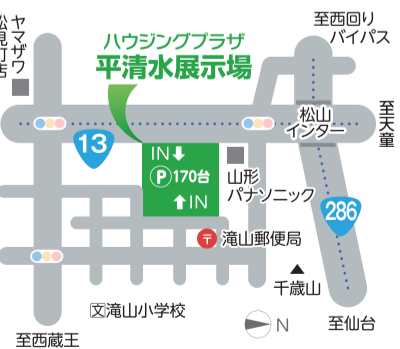 至西回り
バイパス
ヤマザワ
松見町店
ハウジングプラザ
平清水展示場
至天童
松山
インター
13
IN
P 170台
IN
山形
パナソニック
286
〒 滝山郵便局
千歳山
文 滝山小学校
N
至仙台
至西蔵王